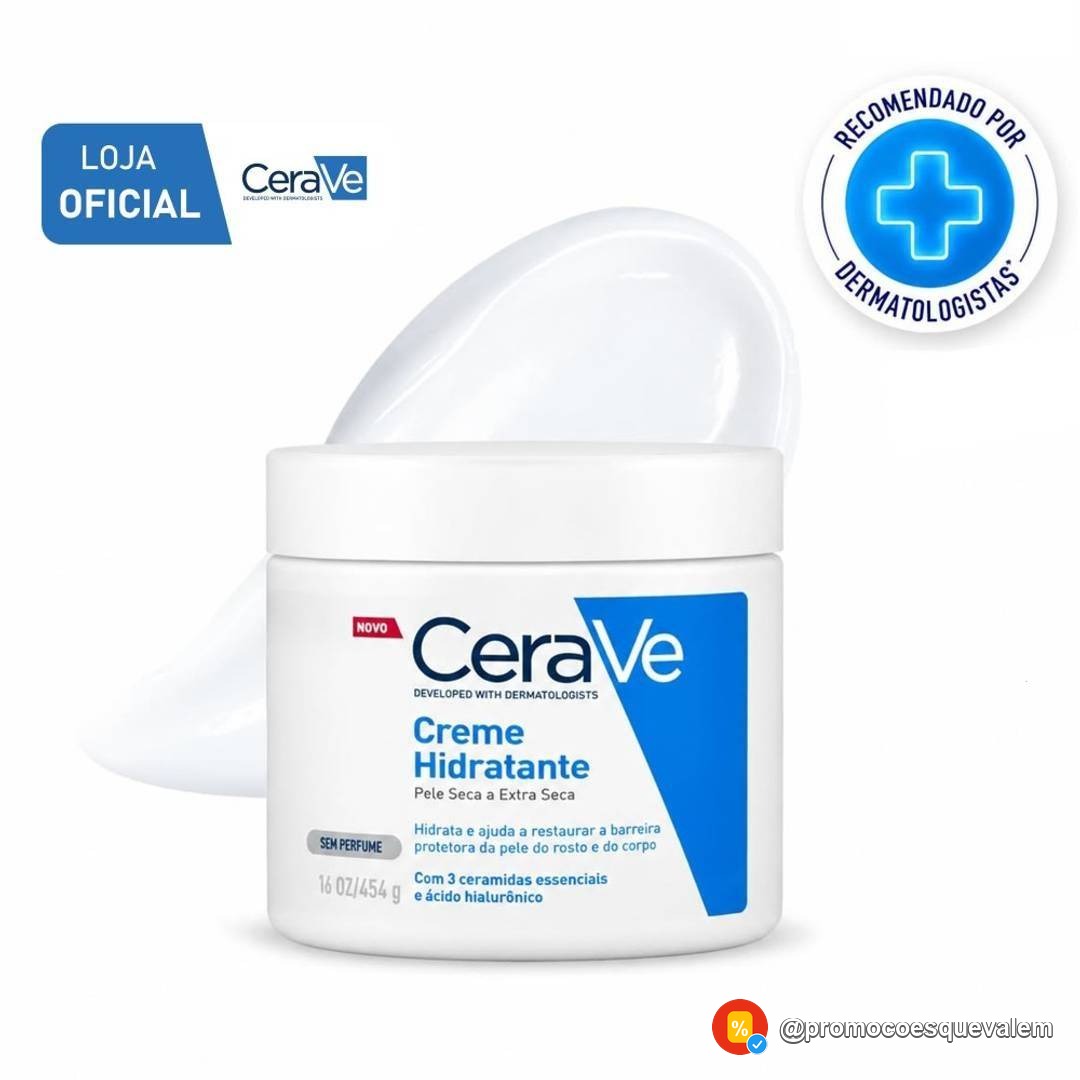 LOJA
OFICIAL
CeraVe
DEVELOPED WITH DERMATOLOGISTS
RECOMENDADO POR
DERMATOLOGISTAS*
NOVO
CeraVe
DEVELOPED WITH DERMATOLOGISTS
Creme
Hidratante
Pele Seca a Extra Seca
SEM PERFUME
Hidrata e ajuda a restaurar a barreira
protetora da pele do rosto e do corpo
16 OZ/454 g
Com 3 ceramidas essenciais
e ácido hialurônico
%
@promocoesquevalem